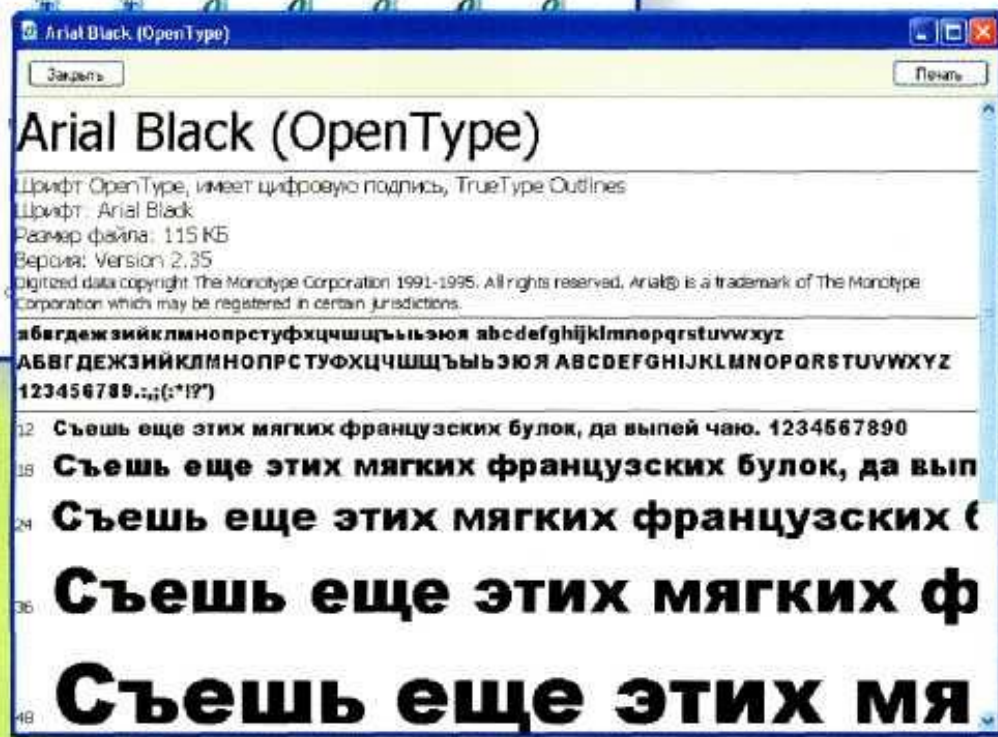 Arial Black (OpenType)
Закрыть Печать
Arial Black (OpenType)
Шрифт OpenType, имеет цифровую подпись, TrueType Outlines
Шрифт: Arial Black
Размер файла: 115 КБ
Версия: Version 2.35
Digitized data copyright The Monotype Corporation 1991-1995. All rights reserved. Arial® is a trademark of The Monotype
Corporation which may be registered in certain jurisdictions.
абвгдежзийклмнопрстуфхцчшщъыьэюя abcdefghijklmnopqrstuvwxyz
АБВГДЕЖЗИЙКЛМНОПРСТУФХЦЧШЩЪЫЬЭЮЯ ABCDEFGHIJKLMNOPQRSTUVWXYZ
123456789.:,;(:*!?')
12 Съешь еще этих мягких французских булок, да выпей чаю. 1234567890
18 Съешь еще этих мягких французских булок, да вып
24 Съешь еще этих мягких французских б
36 Съешь еще этих мягких ф
48 Съешь еще этих мя